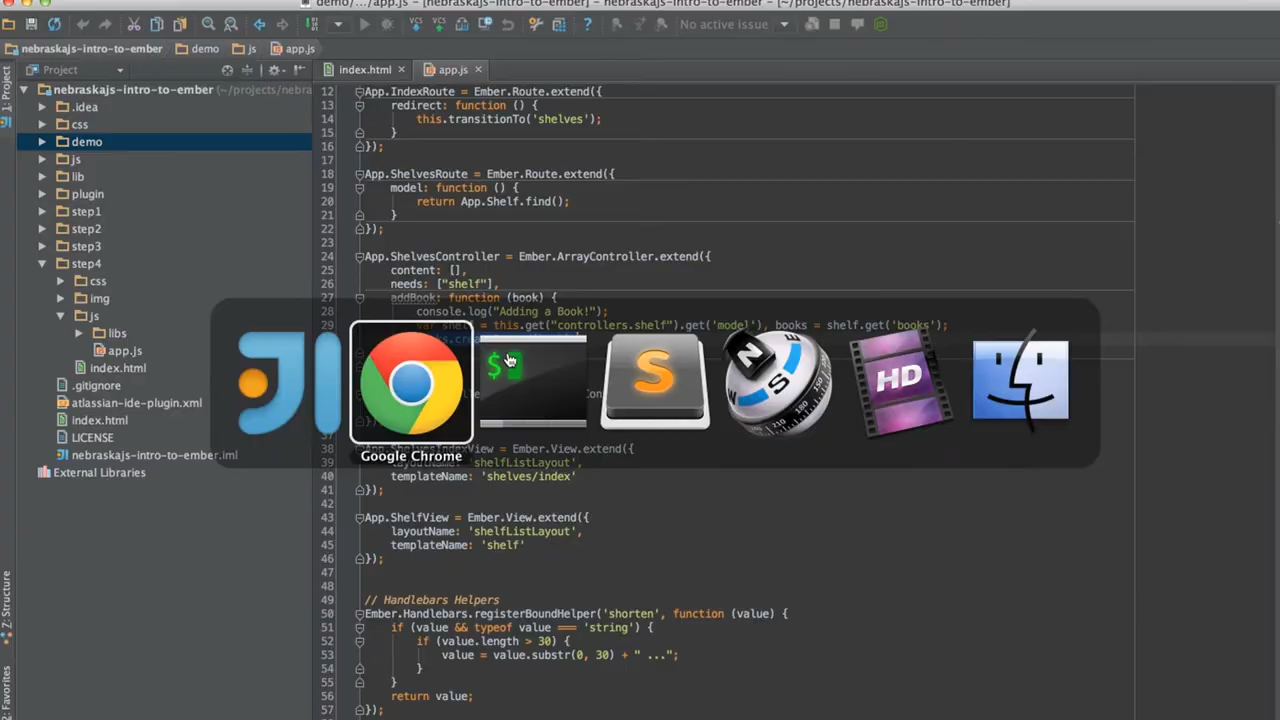 demo/.../app.js – [nebraskajs-intro-to-ember] – nebraskajs-intro-to-ember – [~/projects/nebraskajs-intro-to-ember]
VCS VCS No active issue
nebraskajs-intro-to-ember demo js app.js
Project index.html app.js
1: Project
Z: Structure
2: Favorites
nebraskajs-intro-to-ember (~/projects/nebra
.idea
css
demo
js
lib
plugin
step1
step2
step3
step4
css
img
js
libs
app.js
index.html
.gitignore
atlassian-ide-plugin.xml
index.html
LICENSE
nebraskajs-intro-to-ember.iml
External Libraries
12 App.IndexRoute = Ember.Route.extend({
13 redirect: function () {
14 this.transitionTo('shelves');
15 }
16 });
17
18 App.ShelvesRoute = Ember.Route.extend({
19 model: function () {
20 return App.Shelf.find();
21 }
22 });
23
24 App.ShelvesController = Ember.ArrayController.extend({
25 content: [],
26 needs: ["shelf"],
27 addBook: function (book) {
28 console.log("Adding a Book!");
29 var shelf = this.get("controllers.shelf").get('model'), books = shelf.get('books');
$
S
N
S
HD
Google Chrome
38 App.ShelvesIndexView = Ember.View.extend({
39 layoutName: 'shelfListLayout',
40 templateName: 'shelves/index'
41 });
42
43 App.ShelfView = Ember.View.extend({
44 layoutName: 'shelfListLayout',
45 templateName: 'shelf'
46 });
47
48
49 // Handlebars Helpers
50 Ember.Handlebars.registerBoundHelper('shorten', function (value) {
51 if (value && typeof value === 'string') {
52 if (value.length > 30) {
53 value = value.substr(0, 30) + " ...";
54 }
55 }
56 return value;
57 });